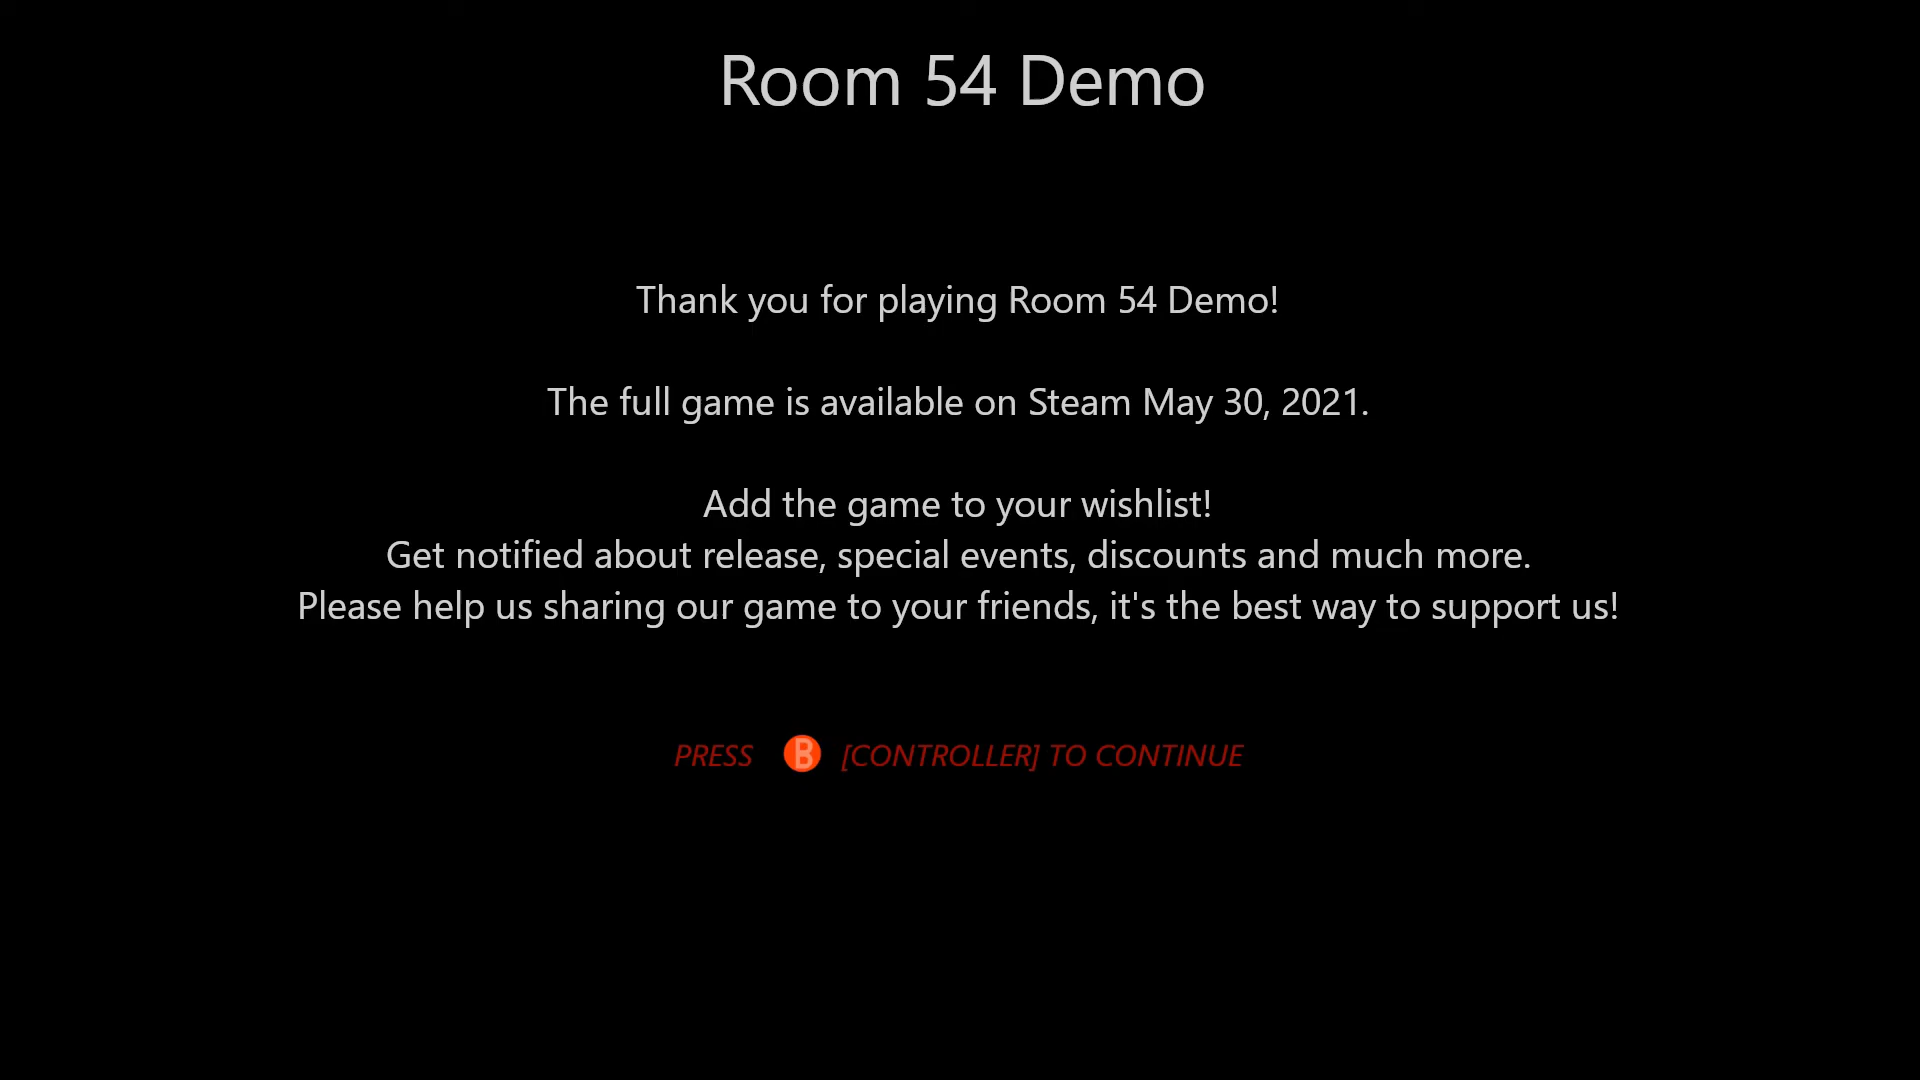 Room 54 Demo
Thank you for playing Room 54 Demo!
The full game is available on Steam May 30, 2021.
Add the game to your wishlist!
Get notified about release, special events, discounts and much more.
Please help us sharing our game to your friends, it's the best way to support us!
PRESS B [CONTROLLER] TO CONTINUE